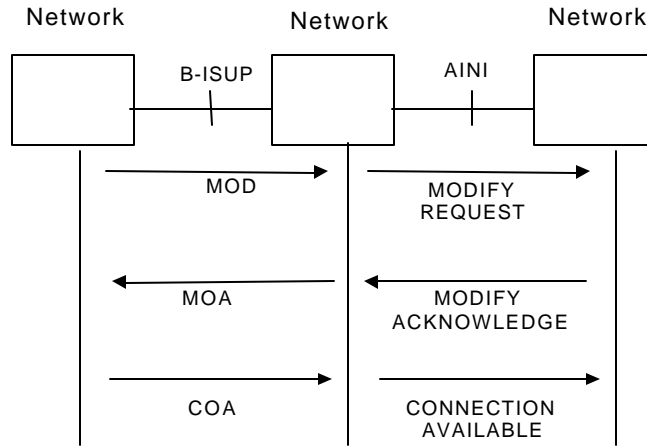 Network
Network
Network
B-ISUP
AINI
MOD
MODIFY
REQUEST
MOA
MODIFY
ACKNOWLEDGE
COA
CONNECTION
AVAILABLE